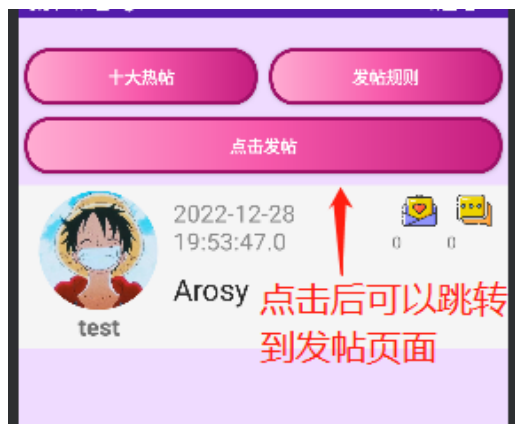 十大热帖
发帖规则
点击发帖
2022-12-28
19:53:47.0
0
0
Arosy
test
点击后可以跳转
到发帖页面